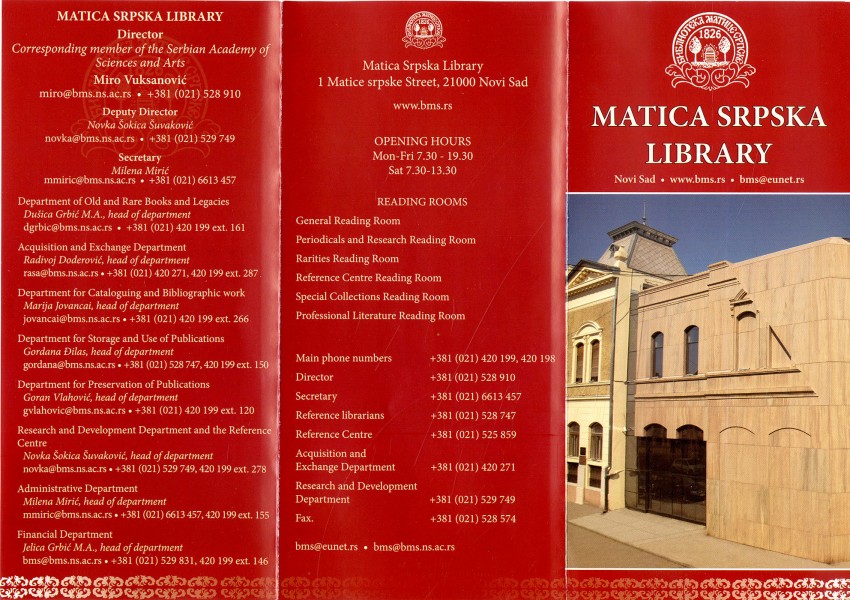 MATICA SRPSKA LIBRARY
Director
Corresponding member of the Serbian Academy of
Sciences and Arts
Miro Vuksanović
miro@bms.ns.ac.rs • +381 (021) 528 910
Deputy Director
Novka Šokica Šuvaković
novka@bms.ns.ac.rs • +381 (021) 529 749
Secretary
Milena Mirić
mmiric@bms.ns.ac.rs • +381 (021) 6613 457
Department of Old and Rare Books and Legacies
Dušica Grbić M.A., head of department
dgrbic@bms.ns.ac.rs • +381 (021) 420 199 ext. 161
Acquisition and Exchange Department
Radivoj Doderović, head of department
rasa@bms.ns.ac.rs • +381 (021) 420 271, 420 199 ext. 287
Department for Cataloguing and Bibliographic work
Marija Jovancai, head of department
jovancai@bms.ns.ac.rs • +381 (021) 420 199 ext. 266
Department for Storage and Use of Publications
Gordana Đilas, head of department
gordana@bms.ns.ac.rs • +381 (021) 528 747, 420 199 ext. 150
Department for Preservation of Publications
Goran Vlahović, head of department
gvlahovic@bms.ns.ac.rs • +381 (021) 420 199 ext. 120
Research and Development Department and the Reference
Centre
Novka Šokica Šuvaković, head of department
novka@bms.ns.ac.rs • +381 (021) 529 749, 420 199 ext. 278
Administrative Department
Milena Mirić, head of department
mmiric@bms.ns.ac.rs • +381 (021) 6613 457, 420 199 ext. 155
Financial Department
Jelica Grbić M.A., head of department
bms@bms.ns.ac.rs • +381 (021) 529 831, 420 199 ext. 146
Matica Srpska Library
1 Matice srpske Street, 21000 Novi Sad
www.bms.rs
OPENING HOURS
Mon-Fri 7.30 - 19.30
Sat 7.30-13.30
READING ROOMS
General Reading Room
Periodicals and Research Reading Room
Rarities Reading Room
Reference Centre Reading Room
Special Collections Reading Room
Professional Literature Reading Room
Main phone numbers +381 (021) 420 199, 420 198
Director +381 (021) 528 910
Secretary +381 (021) 6613 457
Reference librarians +381 (021) 528 747
Reference Centre +381 (021) 525 859
Acquisition and
Exchange Department +381 (021) 420 271
Research and Development
Department +381 (021) 529 749
Fax. +381 (021) 528 574
bms@eunet.rs • bms@bms.ns.ac.rs
БИБЛИОТЕКА МАТИЦЕ СРПСКЕ
1826
MATICA SRPSKA
LIBRARY
Novi Sad • www.bms.rs • bms@eunet.rs